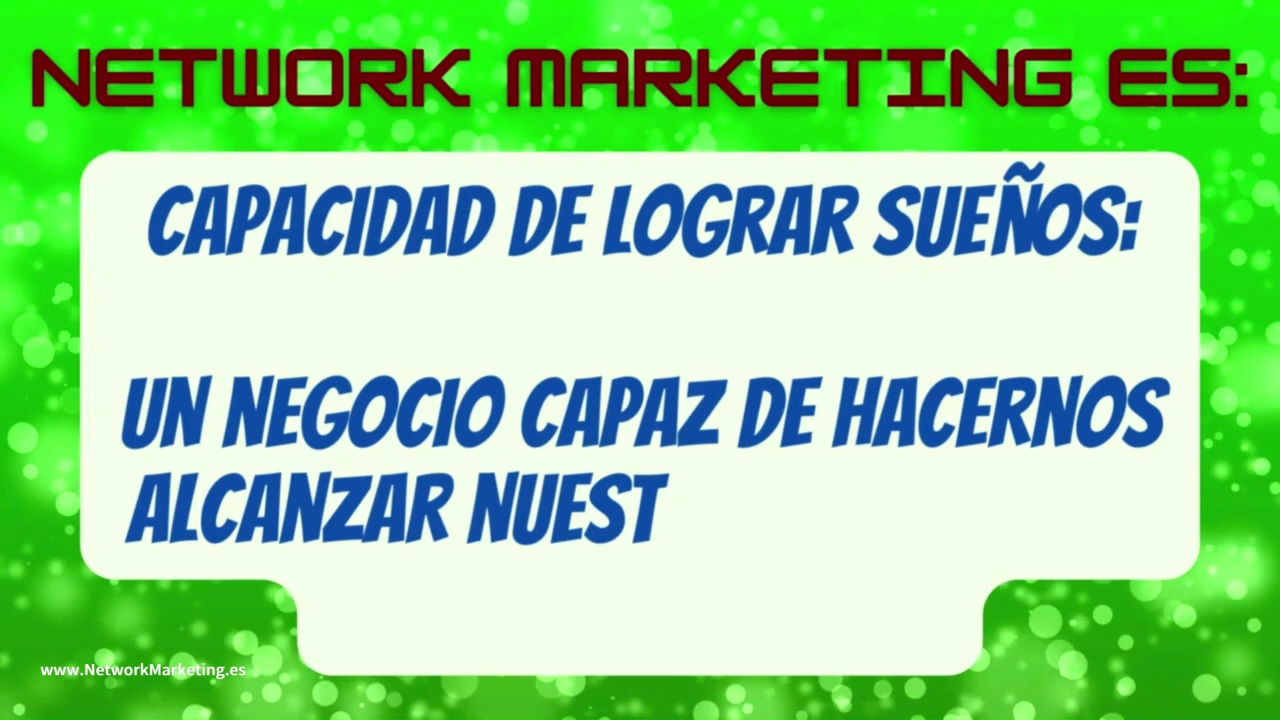 NETWORK MARKETING ES:
CAPACIDAD DE LOGRAR SUEÑOS:
UN NEGOCIO CAPAZ DE HACERNOS
ALCANZAR NUEST
www.NetworkMarketing.es